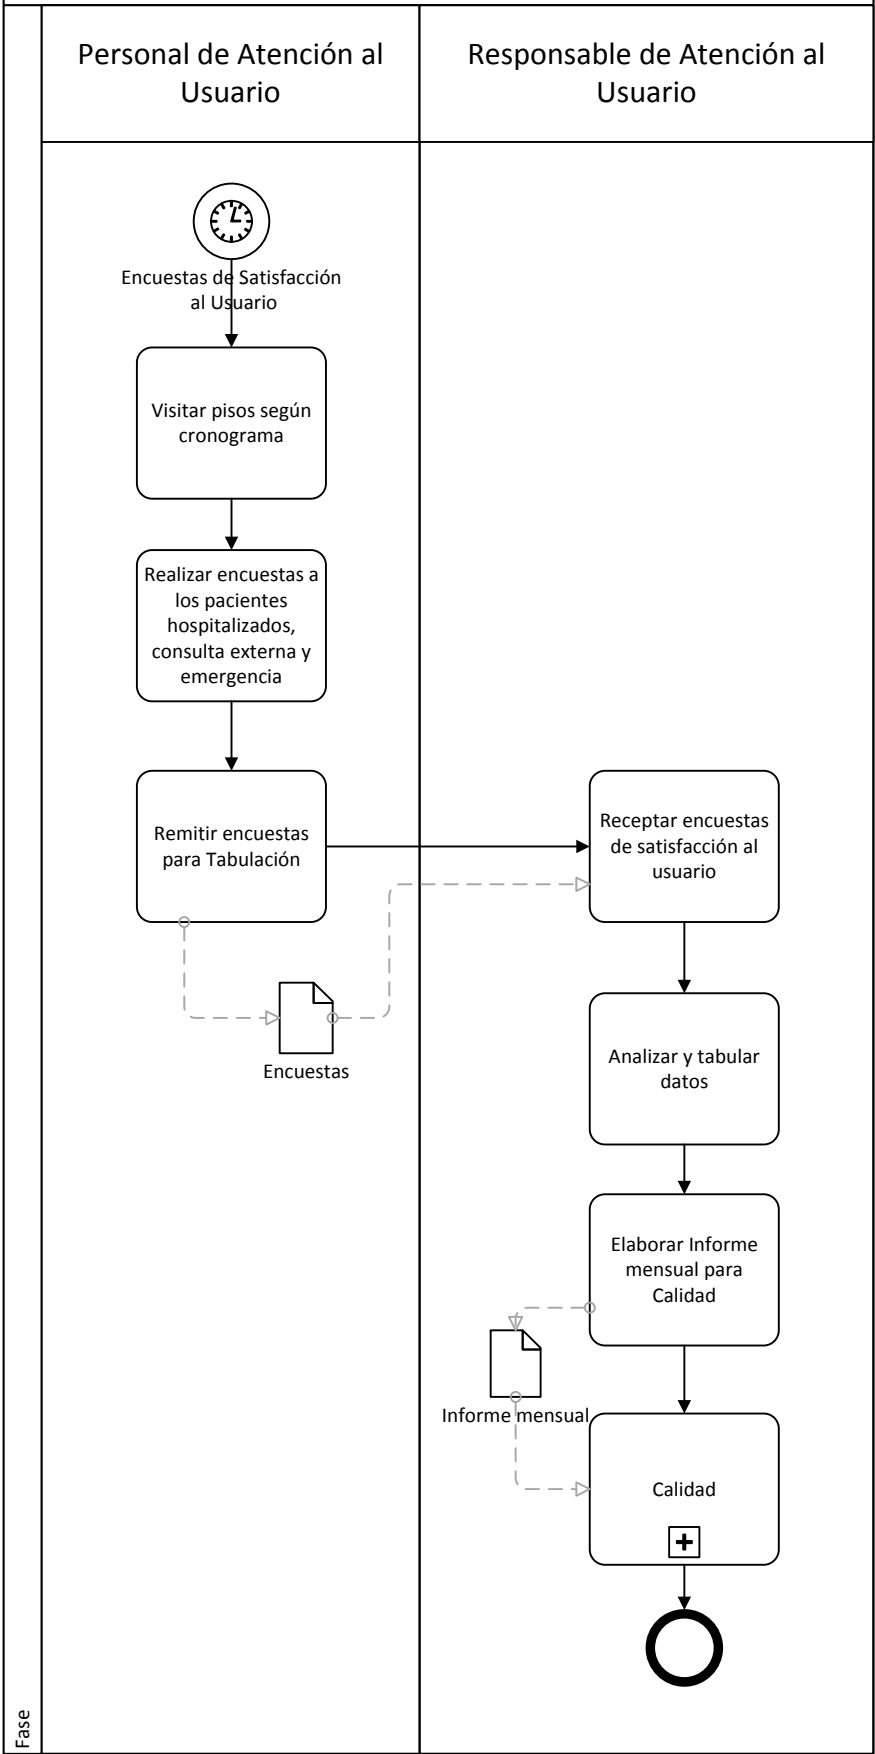 Personal de Atención al
Usuario
Responsable de Atención al
Usuario
Encuestas de Satisfacción
al Usuario
Visitar pisos según
cronograma
Realizar encuestas a
los pacientes
hospitalizados,
consulta externa y
emergencia
Remitir encuestas
para Tabulación
Receptar encuestas
de satisfacción al
usuario
Encuestas
Analizar y tabular
datos
Elaborar Informe
mensual para
Calidad
Informe mensual
Calidad
Fase